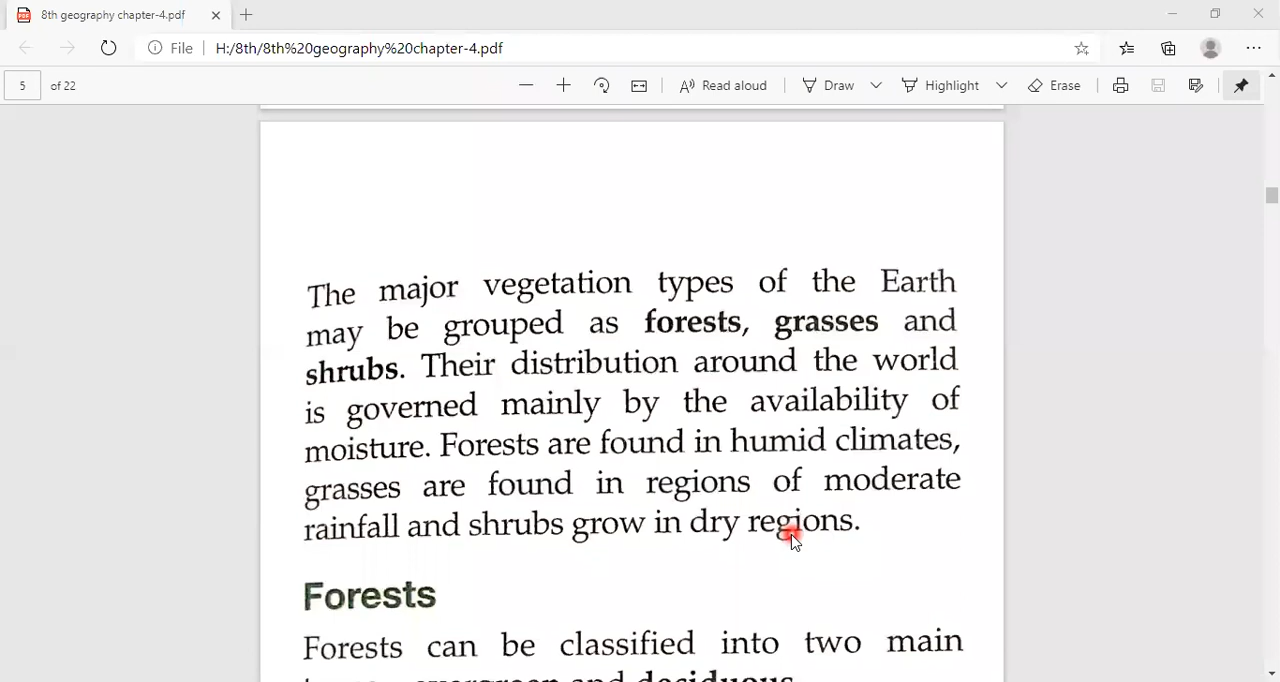 8th geography chapter-4.pdf
File H:/8th/8th%20geography%20chapter-4.pdf
5 of 22 Read aloud Draw Highlight Erase
The major vegetation types of the Earth
may be grouped as forests, grasses and
shrubs. Their distribution around the world
is governed mainly by the availability of
moisture. Forests are found in humid climates,
grasses are found in regions of moderate
rainfall and shrubs grow in dry regions.
Forests
Forests can be classified into two main
evergreen and deciduous